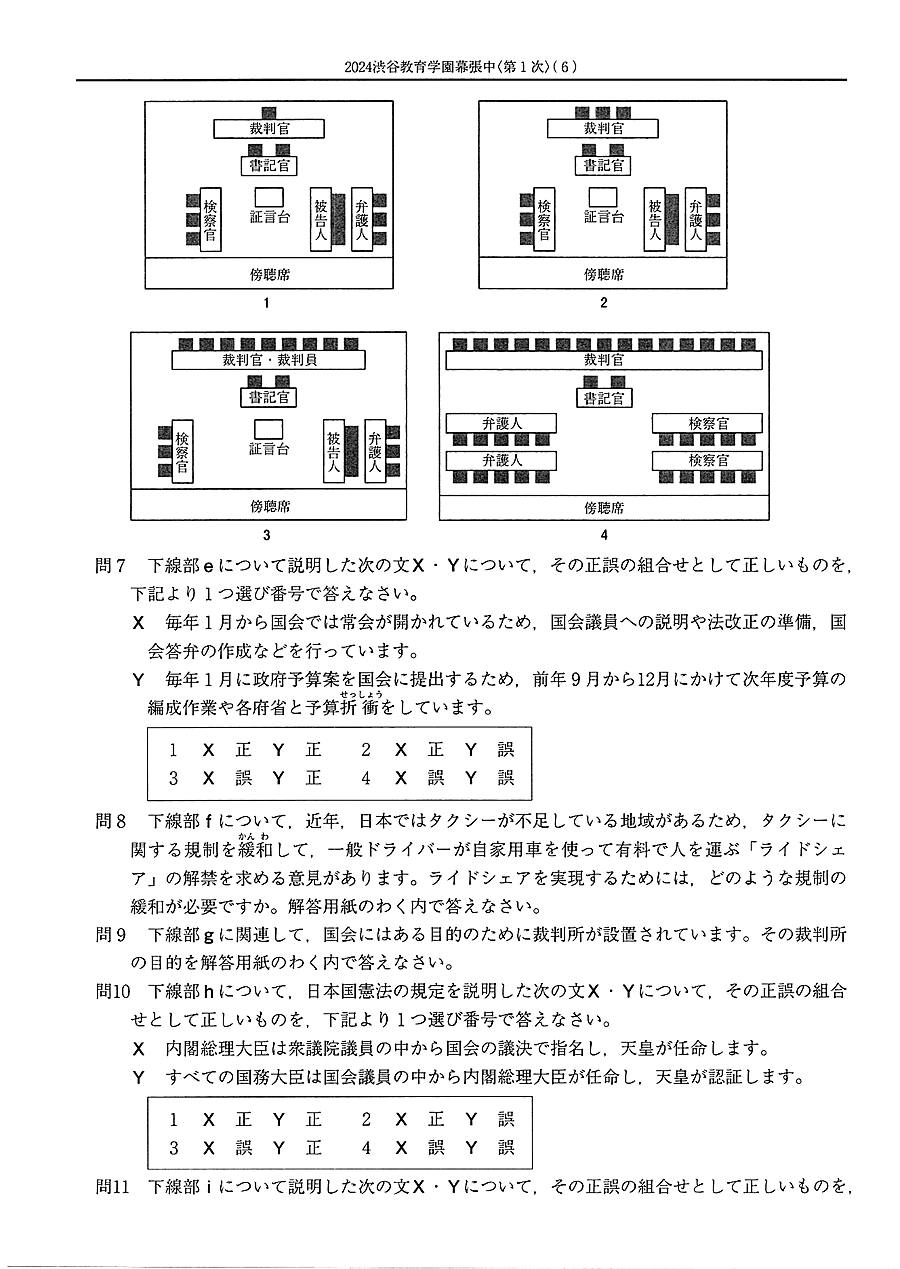 2024渋谷教育学園幕張中〈第1次〉(6)
裁判官
書記官
検察官
証言台
被告人
弁護人
傍聴席
1
裁判官
書記官
検察官
証言台
被告人
弁護人
傍聴席
2
裁判官・裁判員
書記官
検察官
証言台
被告人
弁護人
傍聴席
3
裁判官
書記官
弁護人
検察官
弁護人
検察官
傍聴席
4
問7 下線部eについて説明した次の文X・Yについて，その正誤の組合せとして正しいものを，
下記より1つ選び番号で答えなさい。
X 毎年1月から国会では常会が開かれているため，国会議員への説明や法改正の準備，国
会答弁の作成などを行っています。
Y 毎年1月に政府予算案を国会に提出するため，前年9月から12月にかけて次年度予算の
せっしょう
編成作業や各府省と予算折衝をしています。
1 X 正 Y 正 2 X 正 Y 誤
3 X 誤 Y 正 4 X 誤 Y 誤
問8 下線部fについて，近年，日本ではタクシーが不足している地域があるため，タクシーに
かんわ
関する規制を緩和して，一般ドライバーが自家用車を使って有料で人を運ぶ「ライドシェ
ア」の解禁を求める意見があります。ライドシェアを実現するためには，どのような規制の
緩和が必要ですか。解答用紙のわく内で答えなさい。
問9 下線部gに関連して，国会にはある目的のために裁判所が設置されています。その裁判所
の目的を解答用紙のわく内で答えなさい。
問10 下線部hについて，日本国憲法の規定を説明した次の文X・Yについて，その正誤の組合
せとして正しいものを，下記より1つ選び番号で答えなさい。
X 内閣総理大臣は衆議院議員の中から国会の議決で指名し，天皇が任命します。
Y すべての国務大臣は国会議員の中から内閣総理大臣が任命し，天皇が認証します。
1 X 正 Y 正 2 X 正 Y 誤
3 X 誤 Y 正 4 X 誤 Y 誤
問11 下線部iについて説明した次の文X・Yについて，その正誤の組合せとして正しいものを，